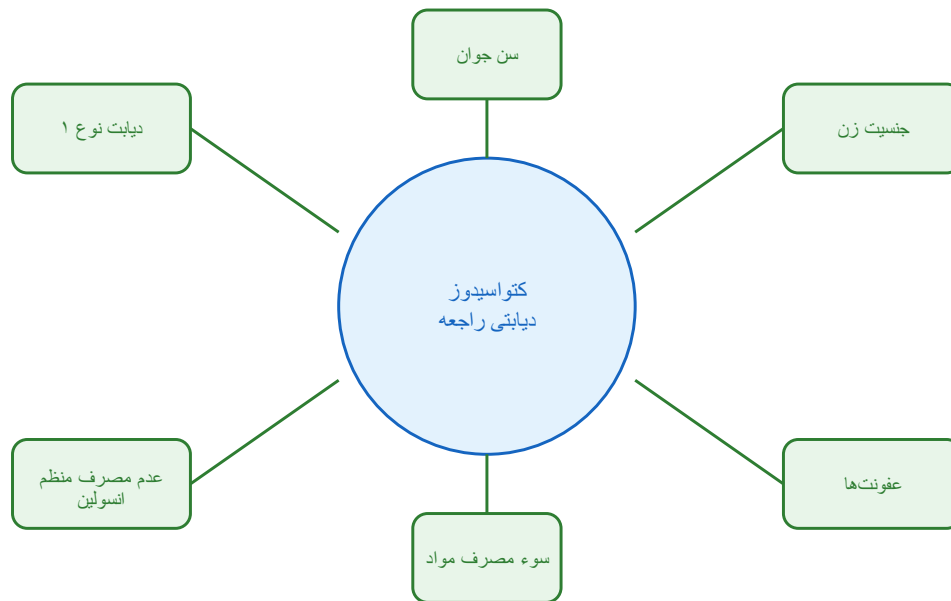 سن جوان
جنسیت زن
دیابت نوع ۱
کتواسیدوز
دیابتی راجعه
عفونت‌ها
عدم مصرف منظم
انسولین
سوء مصرف مواد